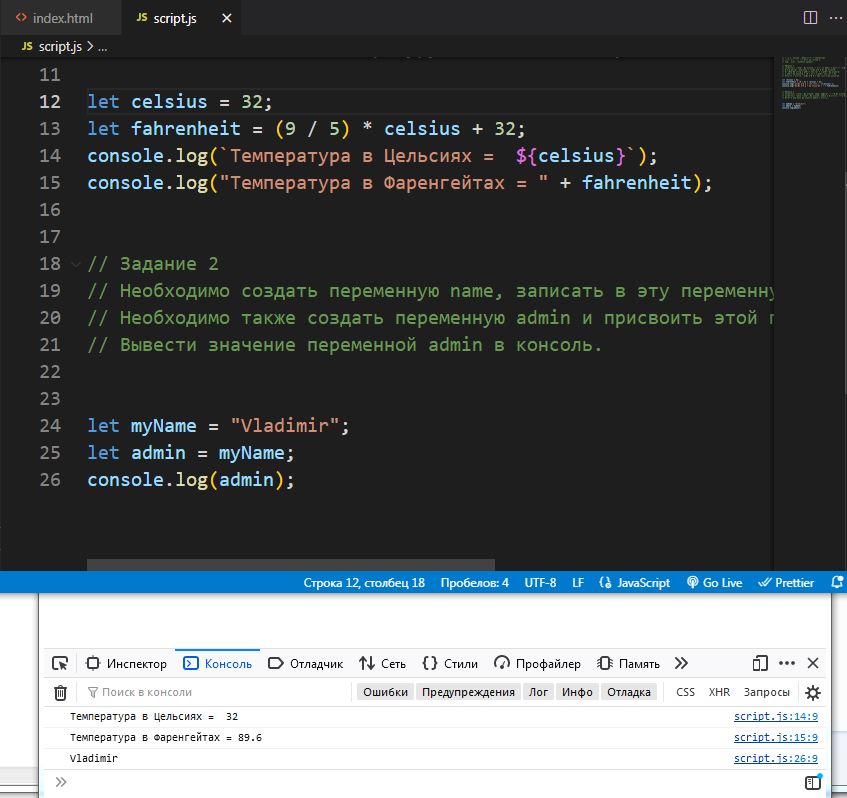 index.html
JS script.js
JS script.js > ...
11
12 let celsius = 32;
13 let fahrenheit = (9 / 5) * celsius + 32;
14 console.log(`Температура в Цельсиях =  ${celsius}`);
15 console.log("Температура в Фаренгейтах = " + fahrenheit);
16
17
18 // Задание 2
19 // Необходимо создать переменную name, записать в эту переменну
20 // Необходимо также создать переменную admin и присвоить этой п
21 // Вывести значение переменной admin в консоль.
22
23
24 let myName = "Vladimir";
25 let admin = myName;
26 console.log(admin);
Строка 12, столбец 18 Пробелов: 4 UTF-8 LF JavaScript Go Live Prettier
Инспектор Консоль Отладчик Сеть Стили Профайлер Память
Поиск в консоли Ошибки Предупреждения Лог Инфо Отладка CSS XHR Запросы
Температура в Цельсиях =  32 script.js:14:9
Температура в Фаренгейтах = 89.6 script.js:15:9
Vladimir script.js:26:9